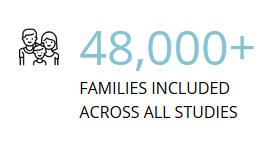 48,000+
FAMILIES INCLUDED
ACROSS ALL STUDIES